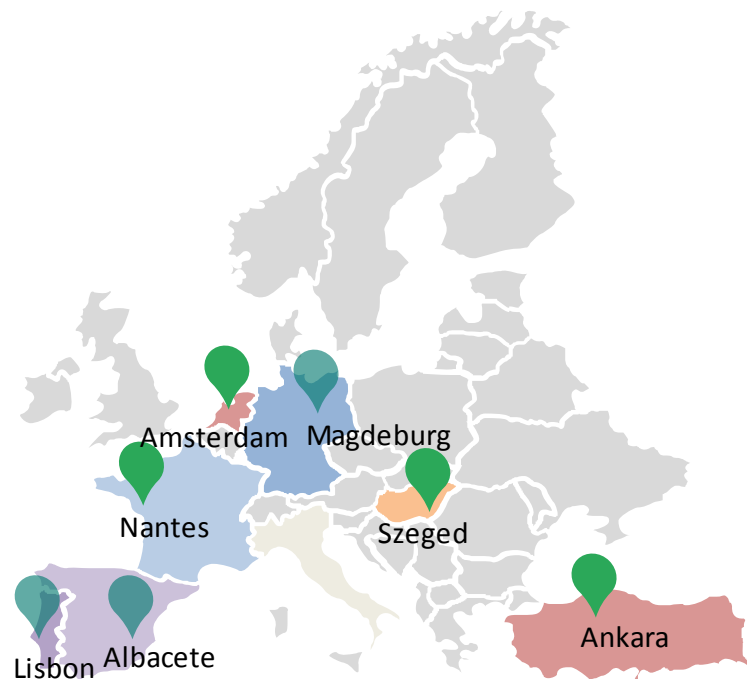 Amsterdam
Magdeburg
Nantes
Szeged
Ankara
Lisbon
Albacete